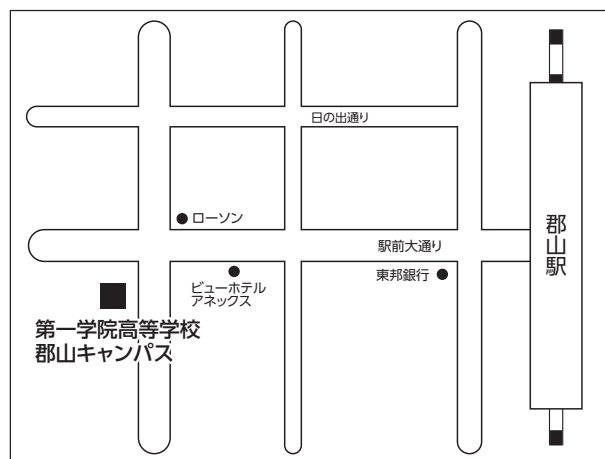 日の出通り
ローソン
駅前大通り
郡山駅
東邦銀行
ビューホテル
アネックス
第一学院高等学校
郡山キャンパス